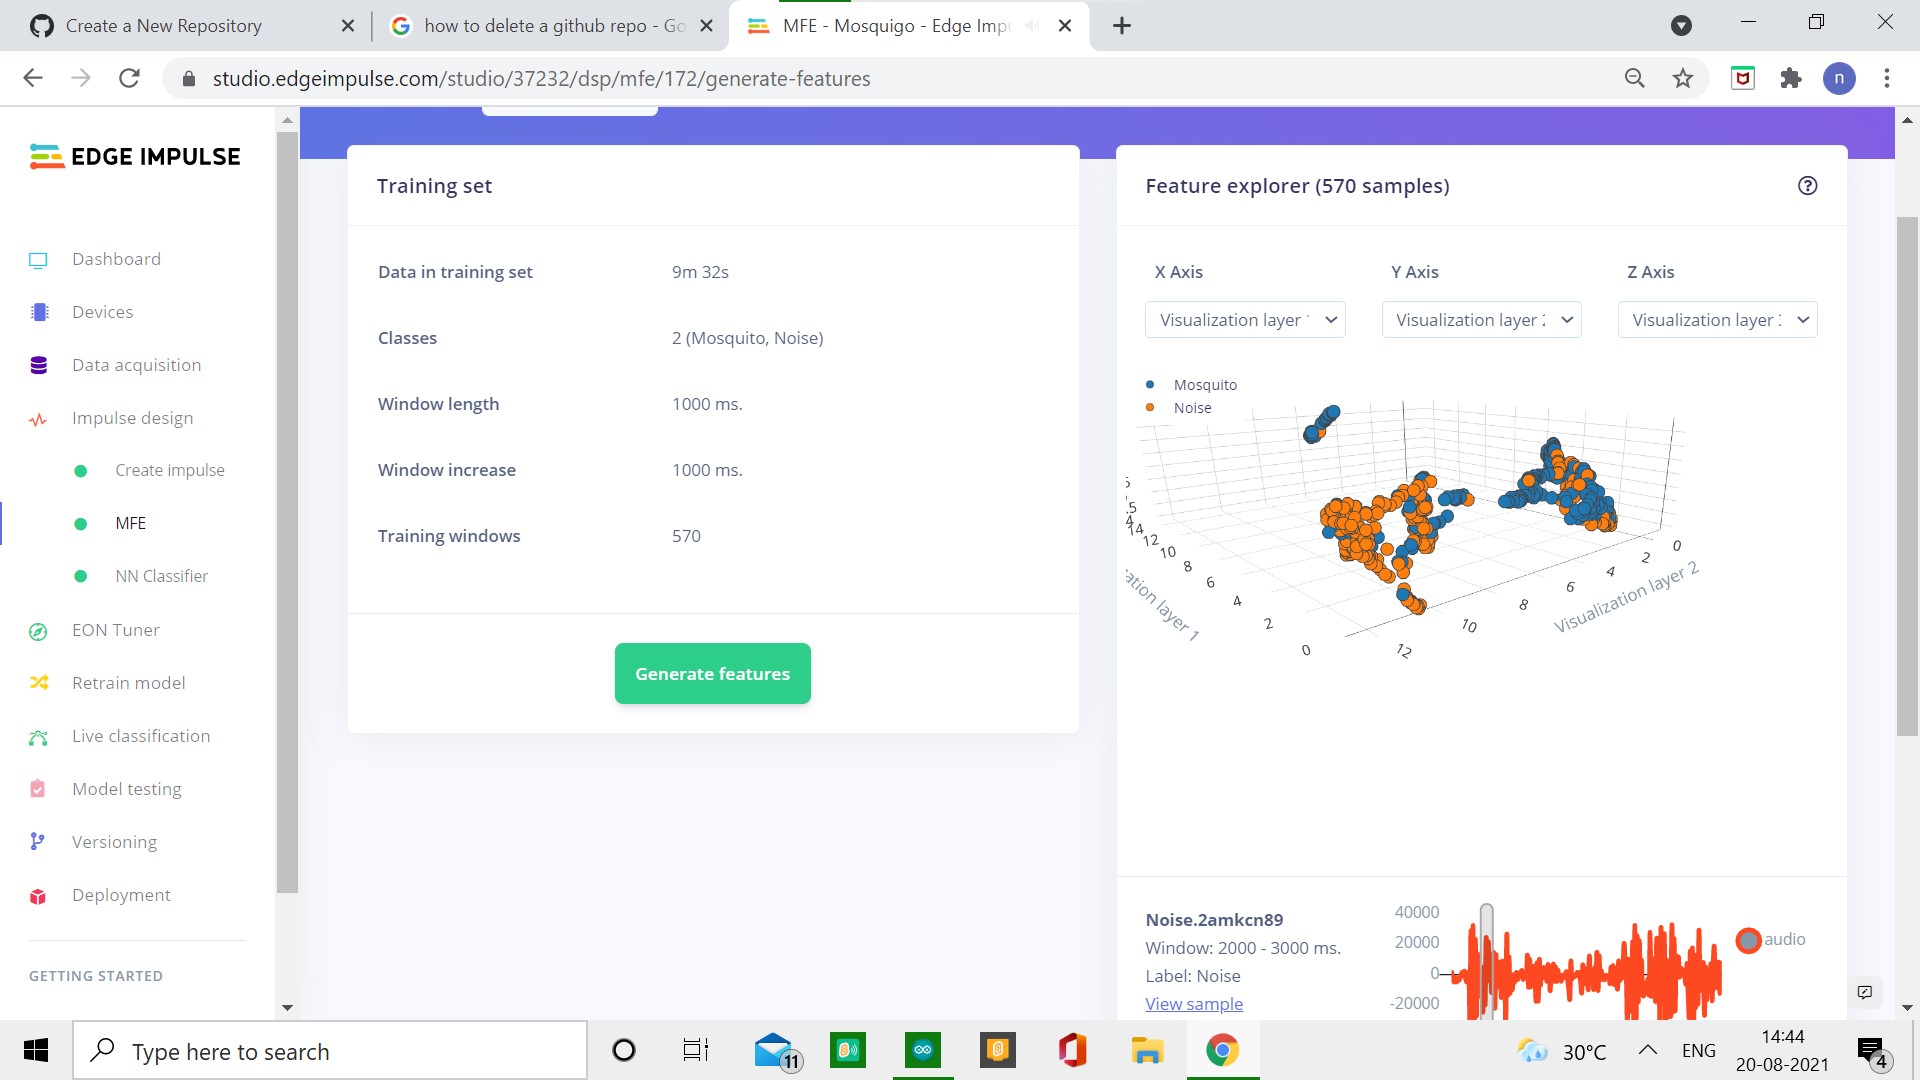 Create a New Repository
how to delete a github repo - Go
MFE - Mosquigo - Edge Impu
studio.edgeimpulse.com/studio/37232/dsp/mfe/172/generate-features
n
EDGE IMPULSE
Dashboard
Devices
Data acquisition
Impulse design
Create impulse
MFE
NN Classifier
EON Tuner
Retrain model
Live classification
Model testing
Versioning
Deployment
GETTING STARTED
Training set
Data in training set 9m 32s
Classes 2 (Mosquito, Noise)
Window length 1000 ms.
Window increase 1000 ms.
Training windows 570
Generate features
Feature explorer (570 samples)
X Axis Y Axis Z Axis
Visualization layer Visualization layer Visualization layer
Mosquito
Noise
14 12 10 8 6 4 2 0
ation layer 1
12 10 8 6 4 2 0
Visualization layer 2
Noise.2amkcn89
Window: 2000 - 3000 ms.
Label: Noise
View sample
40000
20000
0
-20000
audio
Type here to search
11
30°C
ENG
14:44
20-08-2021
4